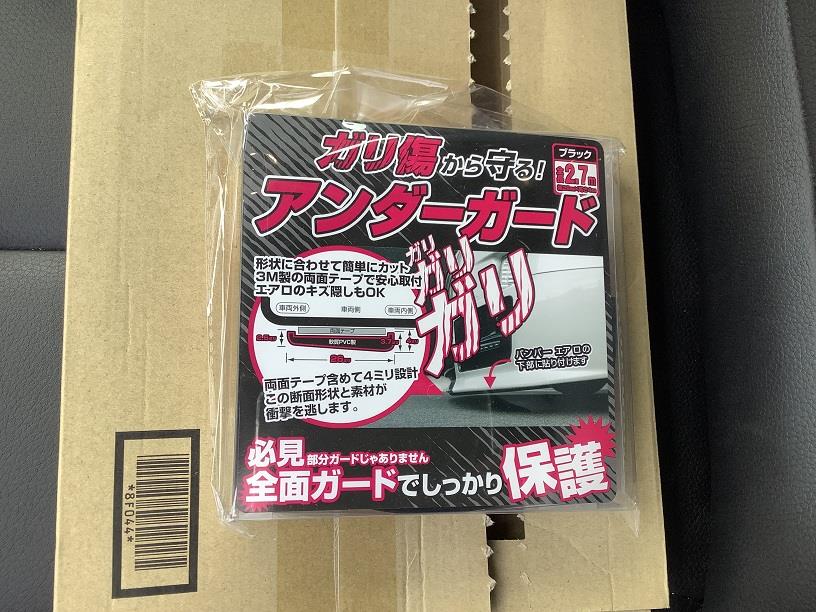 ガリ傷から守る!
ブラック
全長2.7m
アンダーガード
形状に合わせて簡単にカット
3M製の両面テープで安心取付
エアロのキズ隠しもOK
ガリ
ガリ
ガリ
車両外側
車両側
車両内側
両面テープ
軟質PVC製
3.7
26
両面テープ含めて4ミリ設計
この断面形状と素材が
衝撃を逃します。
バンパー エアロの
下部に貼り付けます
必見 部分ガードじゃありません
全面ガードでしっかり保護
*8F044*